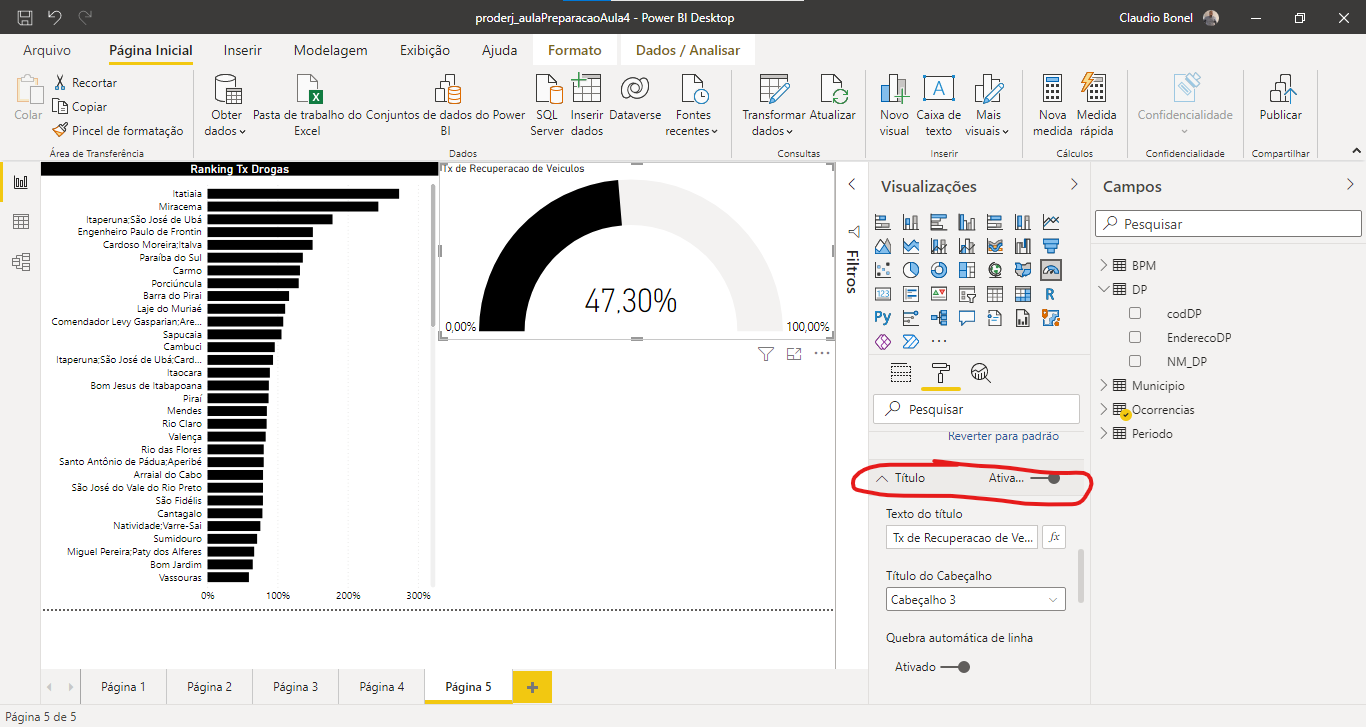 proderj_aulaPreparacaoAula4 - Power BI Desktop
Claudio Bonel
Arquivo
Página Inicial
Inserir
Modelagem
Exibição
Ajuda
Formato
Dados / Analisar
Colar
Recortar
Copiar
Pincel de formatação
Área de Transferência
Obter
dados
Pasta de trabalho do
Excel
Conjuntos de dados do Power
BI
SQL
Server
Inserir
dados
Dataverse
Fontes
recentes
Dados
Transformar
dados
Atualizar
Consultas
Novo
visual
Caixa de
texto
Mais
visuais
Inserir
Nova
medida
Medida
rápida
Cálculos
Confidencialidade
Confidencialidade
Publicar
Compartilhar
Ranking Tx Drogas
Itatiaia
Miracema
Itaperuna;São José de Ubá
Engenheiro Paulo de Frontin
Cardoso Moreira;Italva
Paraíba do Sul
Carmo
Porciúncula
Barra do Piraí
Laje do Muriaé
Comendador Levy Gasparian;Are...
Sapucaia
Cambuci
Itaperuna;São José de Ubá;Card...
Itaocara
Bom Jesus de Itabapoana
Piraí
Mendes
Rio Claro
Valença
Rio das Flores
Santo Antônio de Pádua;Aperibé
Arraial do Cabo
São José do Vale do Rio Preto
São Fidélis
Cantagalo
Natividade;Varre-Sai
Sumidouro
Miguel Pereira;Paty dos Alferes
Bom Jardim
Vassouras
0%
100%
200%
300%
Tx de Recuperacao de Veiculos
47,30%
0,00%
100,00%
Filtros
Visualizações
R
Py
Pesquisar
Reverter para padrão
Título
Ativa...
Texto do título
Tx de Recuperacao de Ve...
fx
Título do Cabeçalho
Cabeçalho 3
Quebra automática de linha
Ativado
Campos
Pesquisar
BPM
DP
codDP
EnderecoDP
NM_DP
Municipio
Ocorrencias
Periodo
Página 1
Página 2
Página 3
Página 4
Página 5
Página 5 de 5